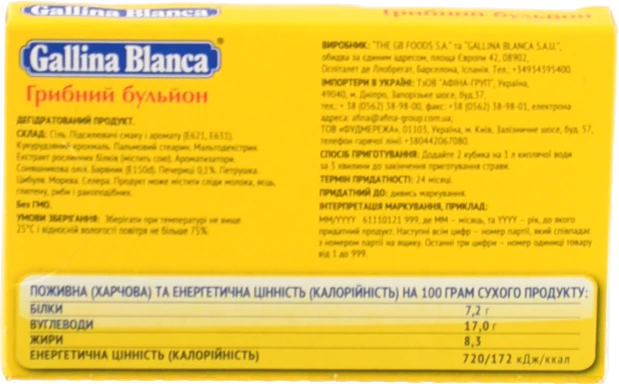 Грибний бульйон
Gallina Blanca®
Грибний бульйон
ДЕГІДРАТОВАНИЙ ПРОДУКТ.
СКЛАД: Сіль. Підсилювачі смаку і аромату (Е621, Е631).
Кукурудзяний крохмаль. Пальмовий стеарин. Мальтодекстрин.
Екстракт рослинних білків (містить сою). Ароматизатори.
Соняшникова олія. Барвник (Е150d). Печериці 0,1%. Петрушка.
Цибуля. Морква. Селера. Продукт може містити сліди молока, яєць,
глютену, риби і ракоподібних.
Без ГМО.
УМОВИ ЗБЕРІГАННЯ: Зберігати при температурі не вище
25°С і відносній вологості повітря не більше 75%.
ВИРОБНИК: "THE GB FOODS S.A." та "GALLINA BLANCA S.A.U.",
обидва за єдиним адресом, площа Європи 42, 08902,
Оспіталет де Ллобрегат, Барселона, Іспанія. Тел.: +34934395400.
ІМПОРТЕРИ В УКРАЇНІ: ТзОВ "АФІНА-ГРУП", Україна,
49040, м. Дніпро, Запорізьке шосе, буд.37,
тел.: + 38 (0562) 38-98-00, факс: +38 (0562) 38-98-01, електрона
адреса: afina@afina-group.com.ua;
ТОВ "ФУДМЕРЕЖА", 01103, Україна, м. Київ, Залізничне шосе, буд. 57,
телефон гарячої лінії +380442067080.
СПОСІБ ПРИГОТУВАННЯ: Додайте 2 кубика на 1 л киплячої води
за 3 хвилини до закінчення приготування страви.
ТЕРМІН ПРИДАТНОСТІ: 24 місяці.
ПРИДАТНИЙ ДО: дивись маркування.
ІНТЕРПРЕТАЦІЯ МАРКУВАННЯ, ПРИКЛАД:
ММ/YYYY 61110121 999, де ММ – місяць, та YYYY – рік, до якого
придатний продукт. Наступні всім цифр – номер партії, який співпадає
з номером партії на ящику. Останні три цифри – номер одиниці товару
від 1 до 999.
ПОЖИВНА (ХАРЧОВА) ТА ЕНЕРГЕТИЧНА ЦІННІСТЬ (КАЛОРІЙНІСТЬ) НА 100 ГРАМ СУХОГО ПРОДУКТУ:
БІЛКИ 7,2 г
ВУГЛЕВОДИ 17,0 г
ЖИРИ 8,3
ЕНЕРГЕТИЧНА ЦІННІСТЬ (КАЛОРІЙНІСТЬ) 720/172 кДж/ккал